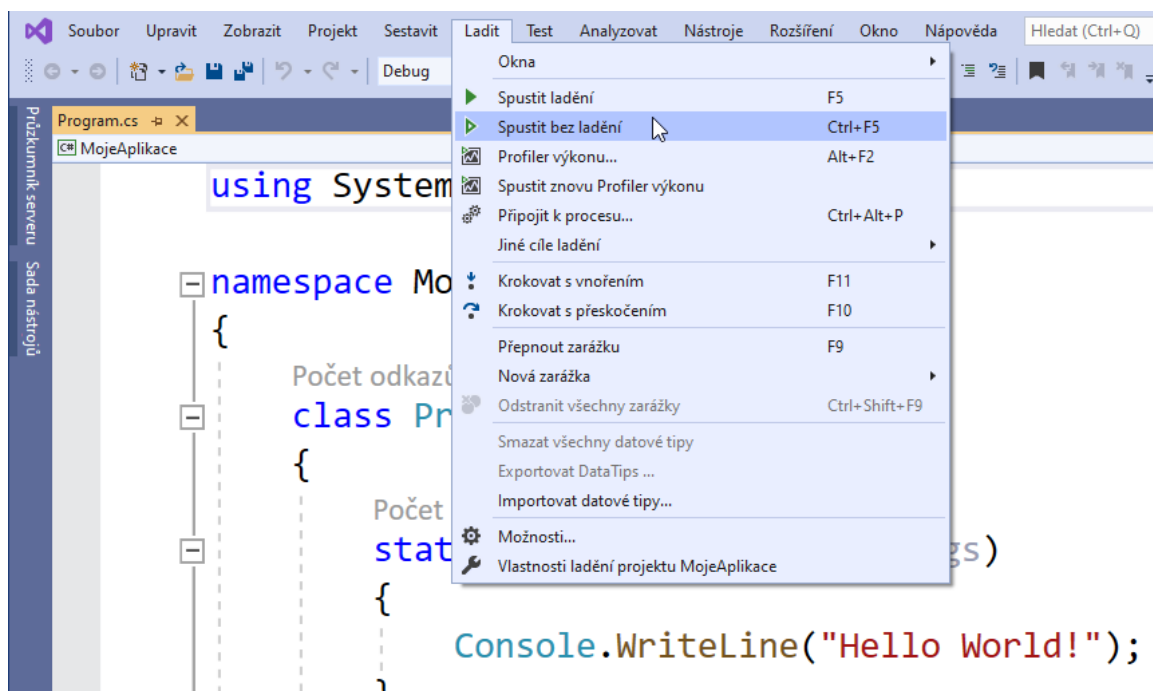 Soubor Upravit Zobrazit Projekt Sestavit Ladit Test Analyzovat Nástroje Rozšíření Okno Nápověda Hledat (Ctrl+Q)
Debug
Okna
Spustit ladění F5
Spustit bez ladění Ctrl+F5
Profiler výkonu... Alt+F2
Spustit znovu Profiler výkonu
Připojit k procesu... Ctrl+Alt+P
Jiné cíle ladění
Krokovat s vnořením F11
Krokovat s přeskočením F10
Přepnout zarážku F9
Nová zarážka
Odstranit všechny zarážky Ctrl+Shift+F9
Smazat všechny datové tipy
Exportovat DataTips ...
Importovat datové tipy...
Možnosti...
Vlastnosti ladění projektu MojeAplikace
Průzkumník serveru
Sada nástrojů
Program.cs
C# MojeAplikace
using System
namespace Mo
{
Počet odkazů
class Pr
{
Počet
stat gs)
{
Console.WriteLine("Hello World!");
}